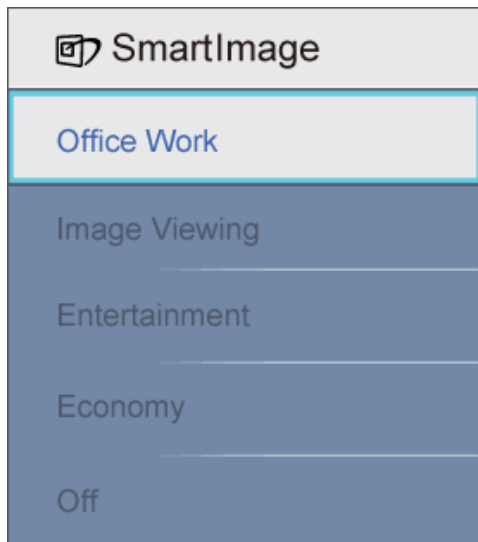 SmartImage
Office Work
Image Viewing
Entertainment
Economy
Off